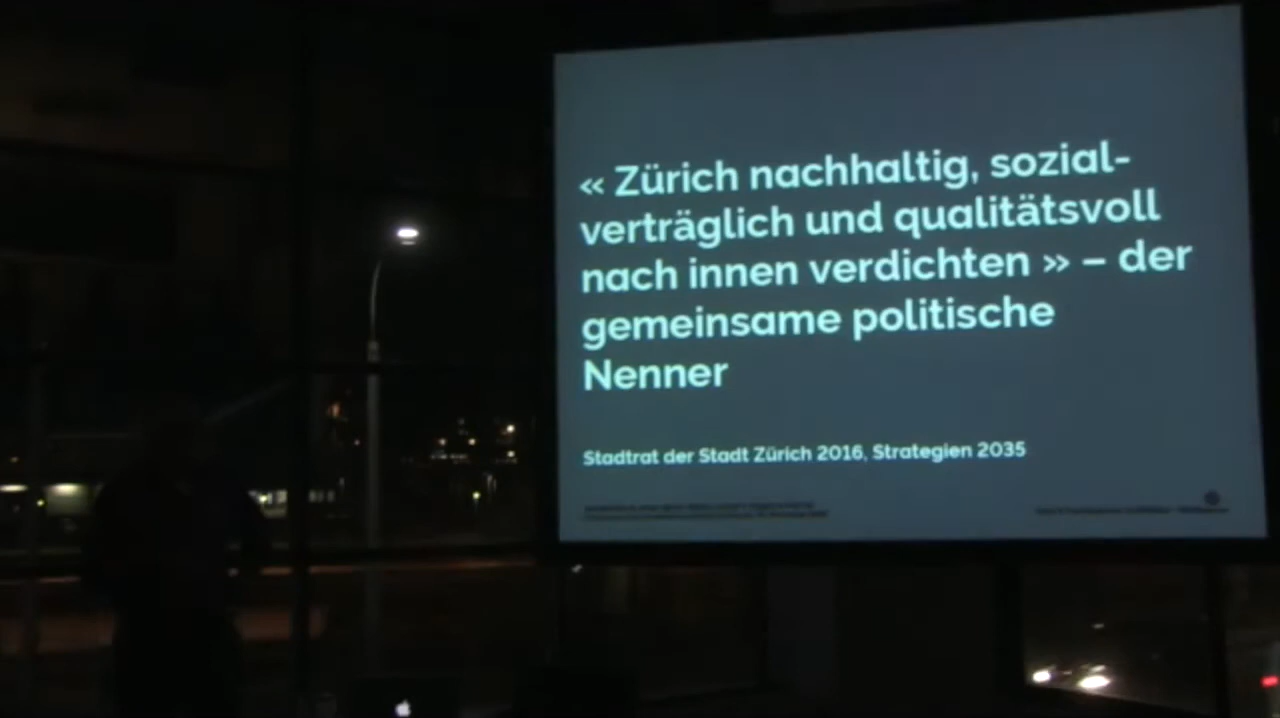 « Zürich nachhaltig, sozial-
verträglich und qualitätsvoll
nach innen verdichten » – der
gemeinsame politische
Nenner
Stadtrat der Stadt Zürich 2016, Strategien 2035